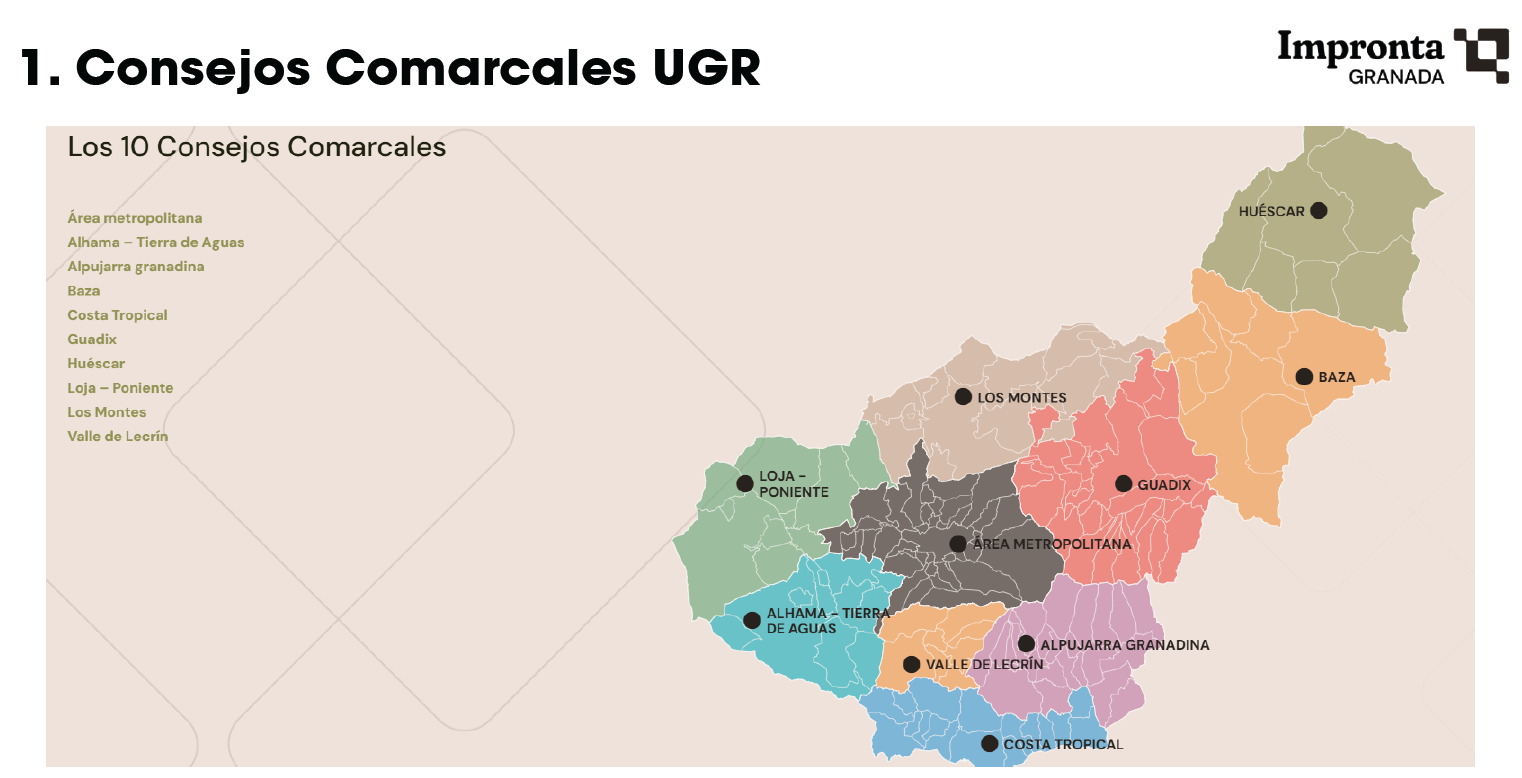 1. Consejos Comarcales UGR
Impronta
GRANADA
Los 10 Consejos Comarcales
Área metropolitana
Alhama – Tierra de Aguas
Alpujarra granadina
Baza
Costa Tropical
Guadix
Huéscar
Loja – Poniente
Los Montes
Valle de Lecrín
HUÉSCAR
BAZA
LOS MONTES
LOJA –
PONIENTE
GUADIX
ÁREA METROPOLITANA
ALHAMA – TIERRA
DE AGUAS
ALPUJARRA GRANADINA
VALLE DE LECRÍN
COSTA TROPICAL